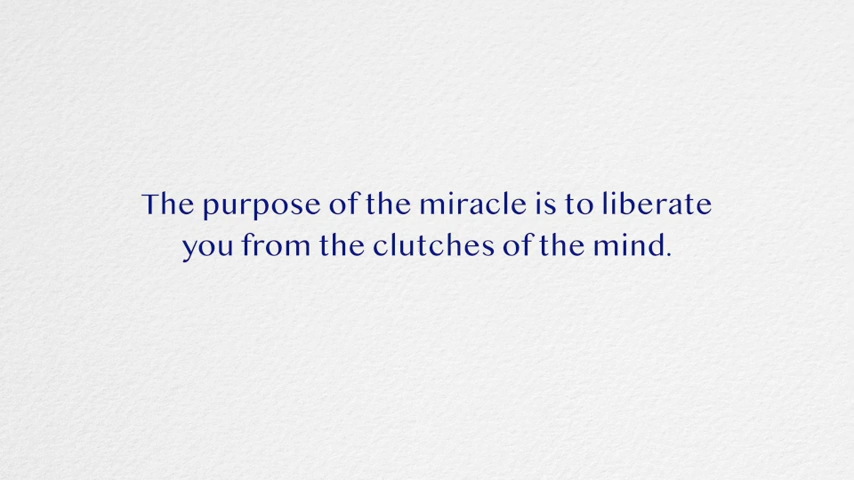 The purpose of the miracle is to liberate
you from the clutches of the mind.